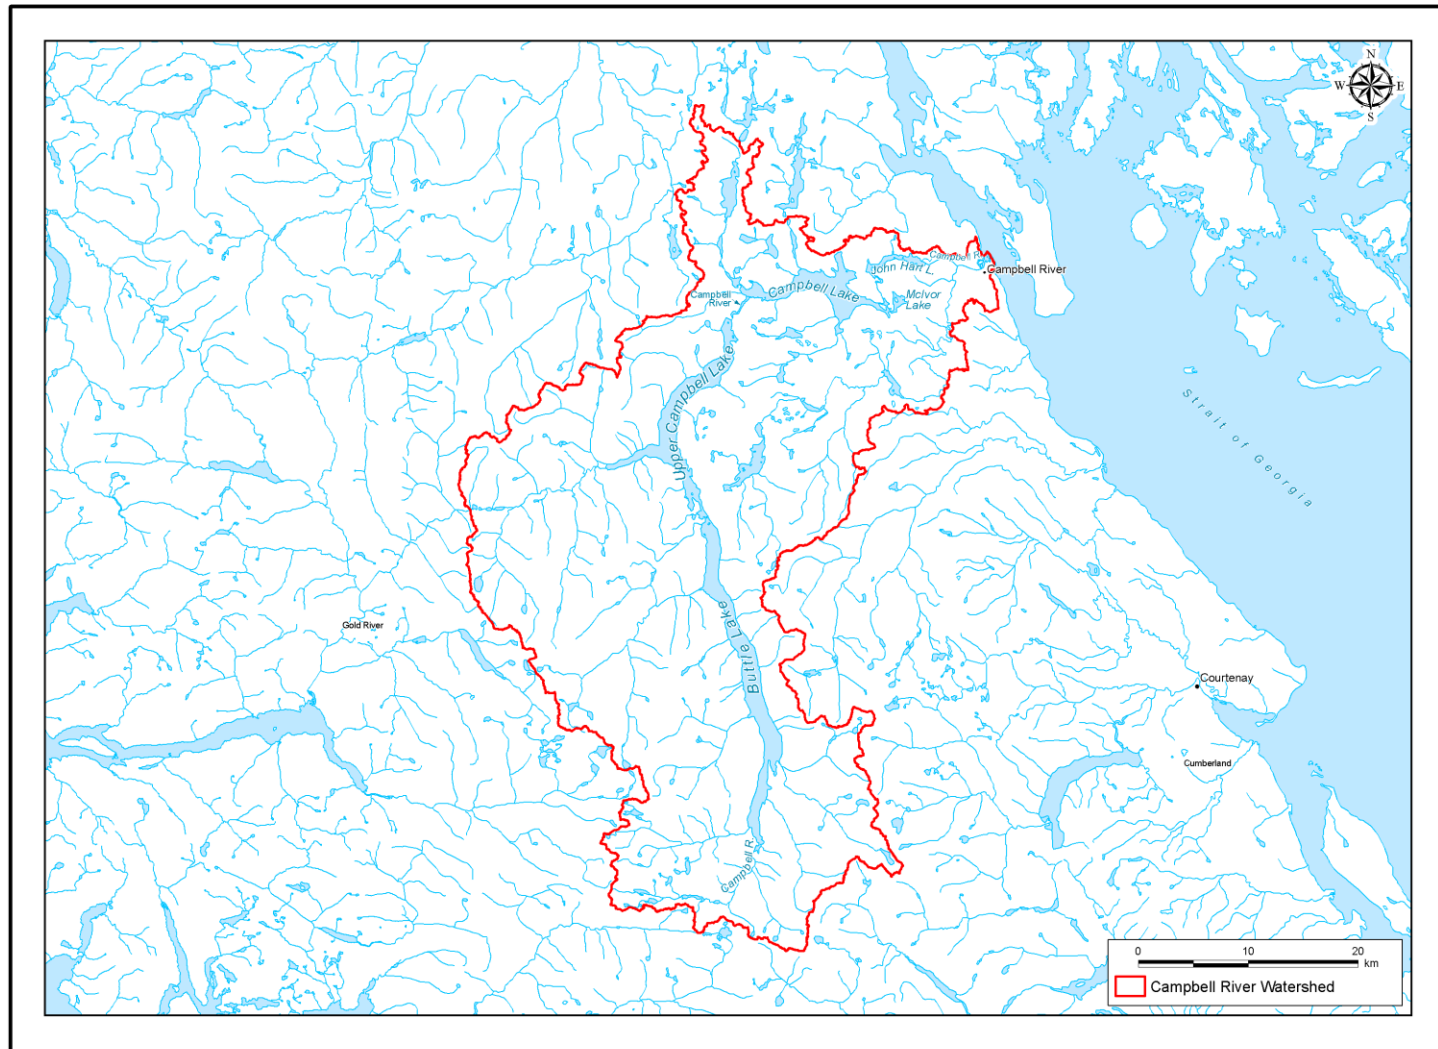 N
W E
S
Campbell R.
John Hart L.
Campbell River
Campbell Lake
Campbell
River
McIvor
Lake
Upper Campbell Lake
Strait of Georgia
Buttle Lake
Gold River
Courtenay
Cumberland
Campbell R.
0 10 20
km
Campbell River Watershed